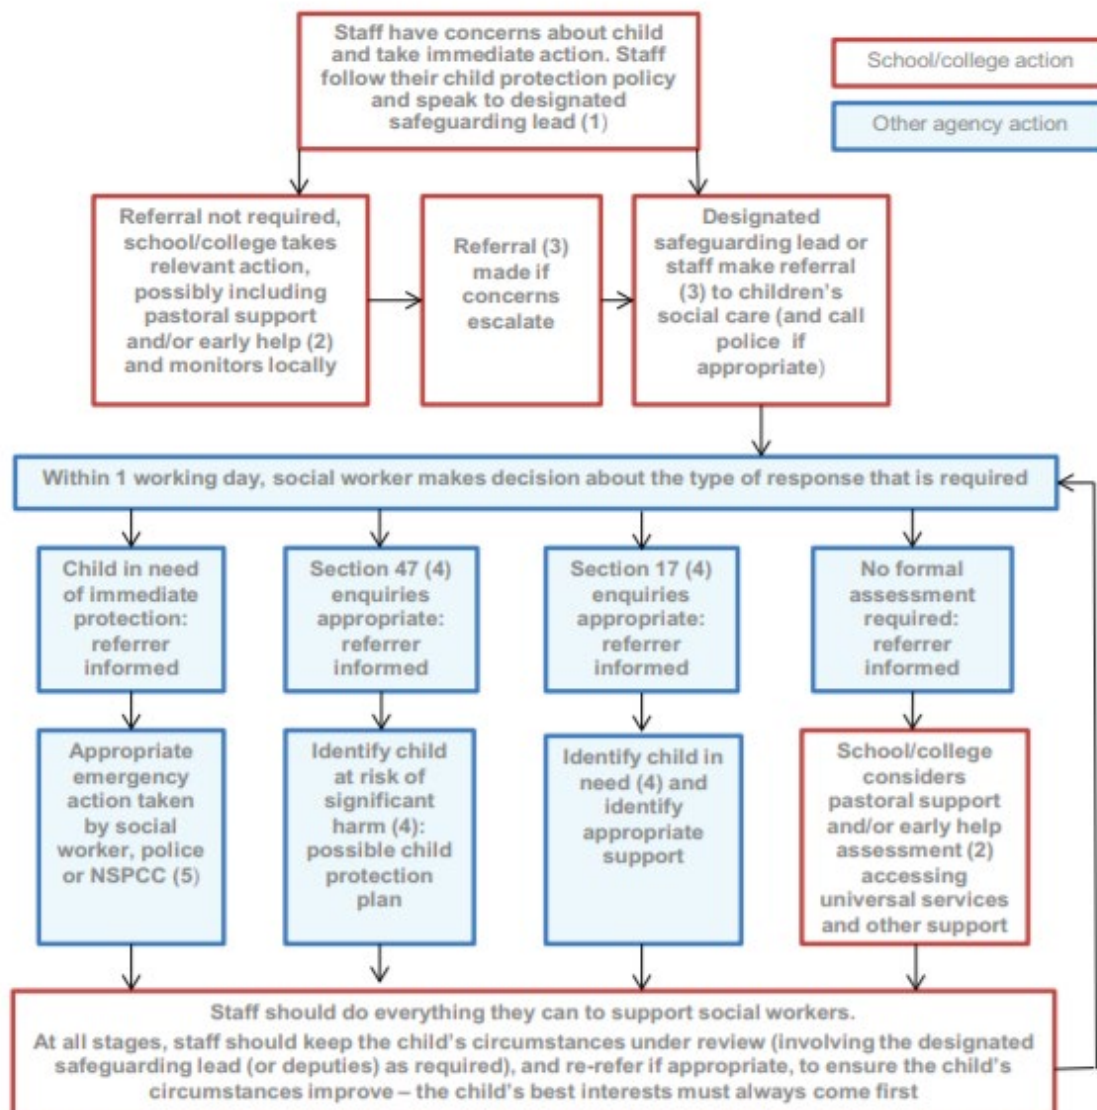 Staff have concerns about child
and take immediate action. Staff
follow their child protection policy
and speak to designated
safeguarding lead (1)
School/college action
Other agency action
Referral not required,
school/college takes
relevant action,
possibly including
pastoral support
and/or early help (2)
and monitors locally
Referral (3)
made if
concerns
escalate
Designated
safeguarding lead or
staff make referral
(3) to children's
social care (and call
police if
appropriate)
Within 1 working day, social worker makes decision about the type of response that is required
Child in need
of immediate
protection:
referrer
informed
Section 47 (4)
enquiries
appropriate:
referrer
informed
Section 17 (4)
enquiries
appropriate:
referrer
informed
No formal
assessment
required:
referrer
informed
Appropriate
emergency
action taken
by social
worker, police
or NSPCC (5)
Identify child
at risk of
significant
harm (4):
possible child
protection
plan
Identify child in
need (4) and
identify
appropriate
support
School/college
considers
pastoral support
and/or early help
assessment (2)
accessing
universal services
and other support
Staff should do everything they can to support social workers.
At all stages, staff should keep the child's circumstances under review (involving the designated
safeguarding lead (or deputies) as required), and re-refer if appropriate, to ensure the child's
circumstances improve – the child's best interests must always come first